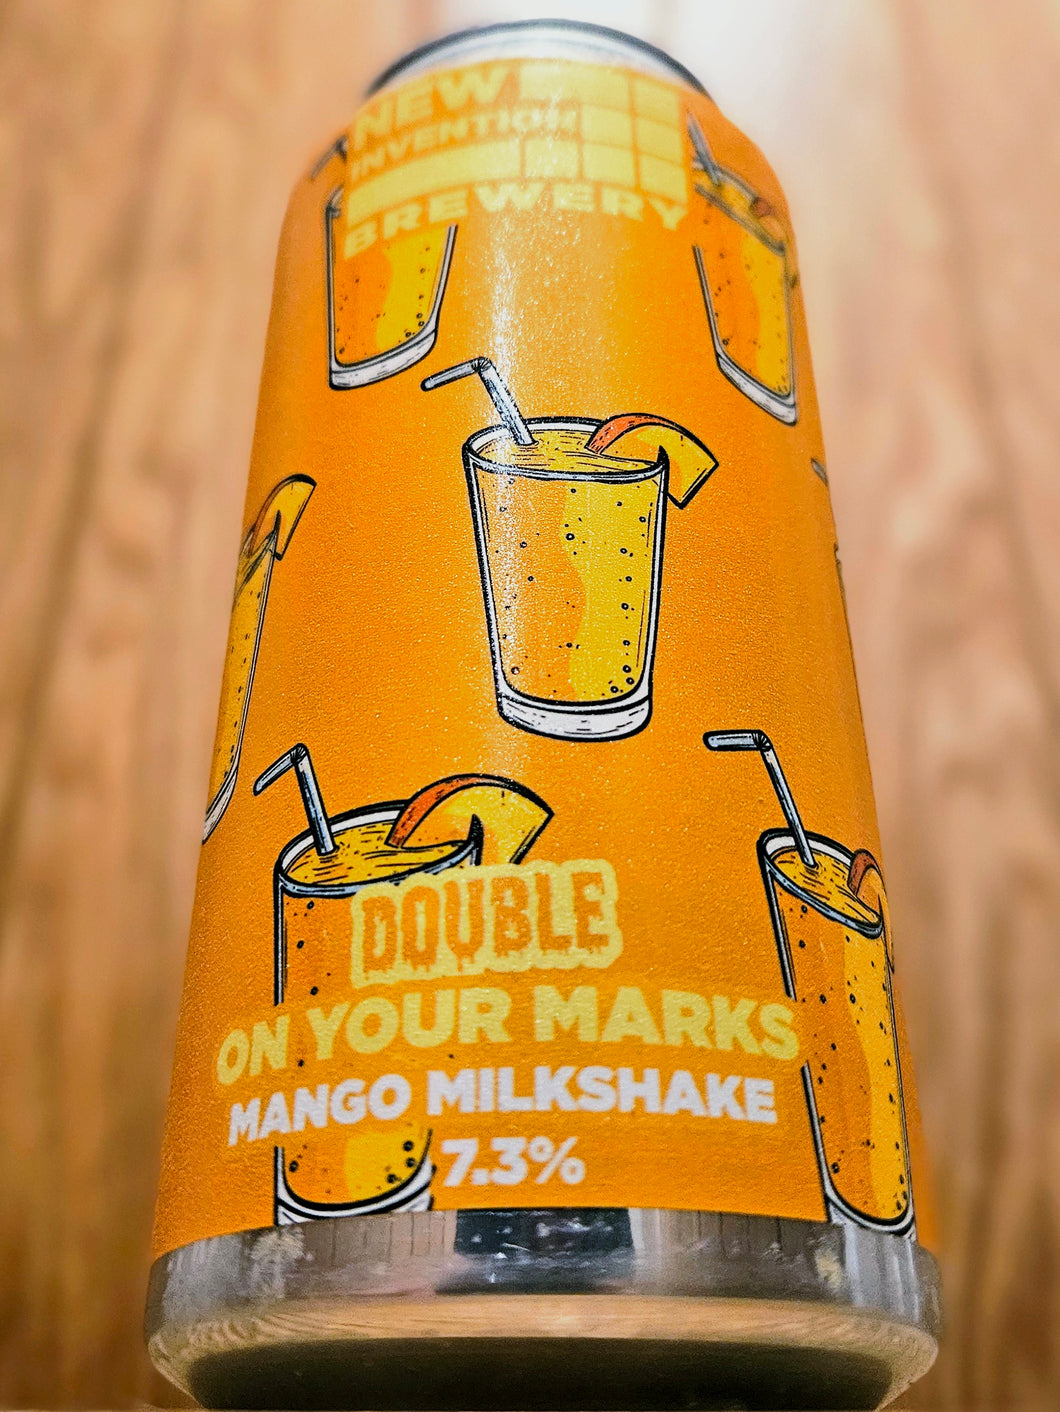 NEW
INVENTION
BREWERY
DOUBLE
ON YOUR MARKS
MANGO MILKSHAKE
7.3%